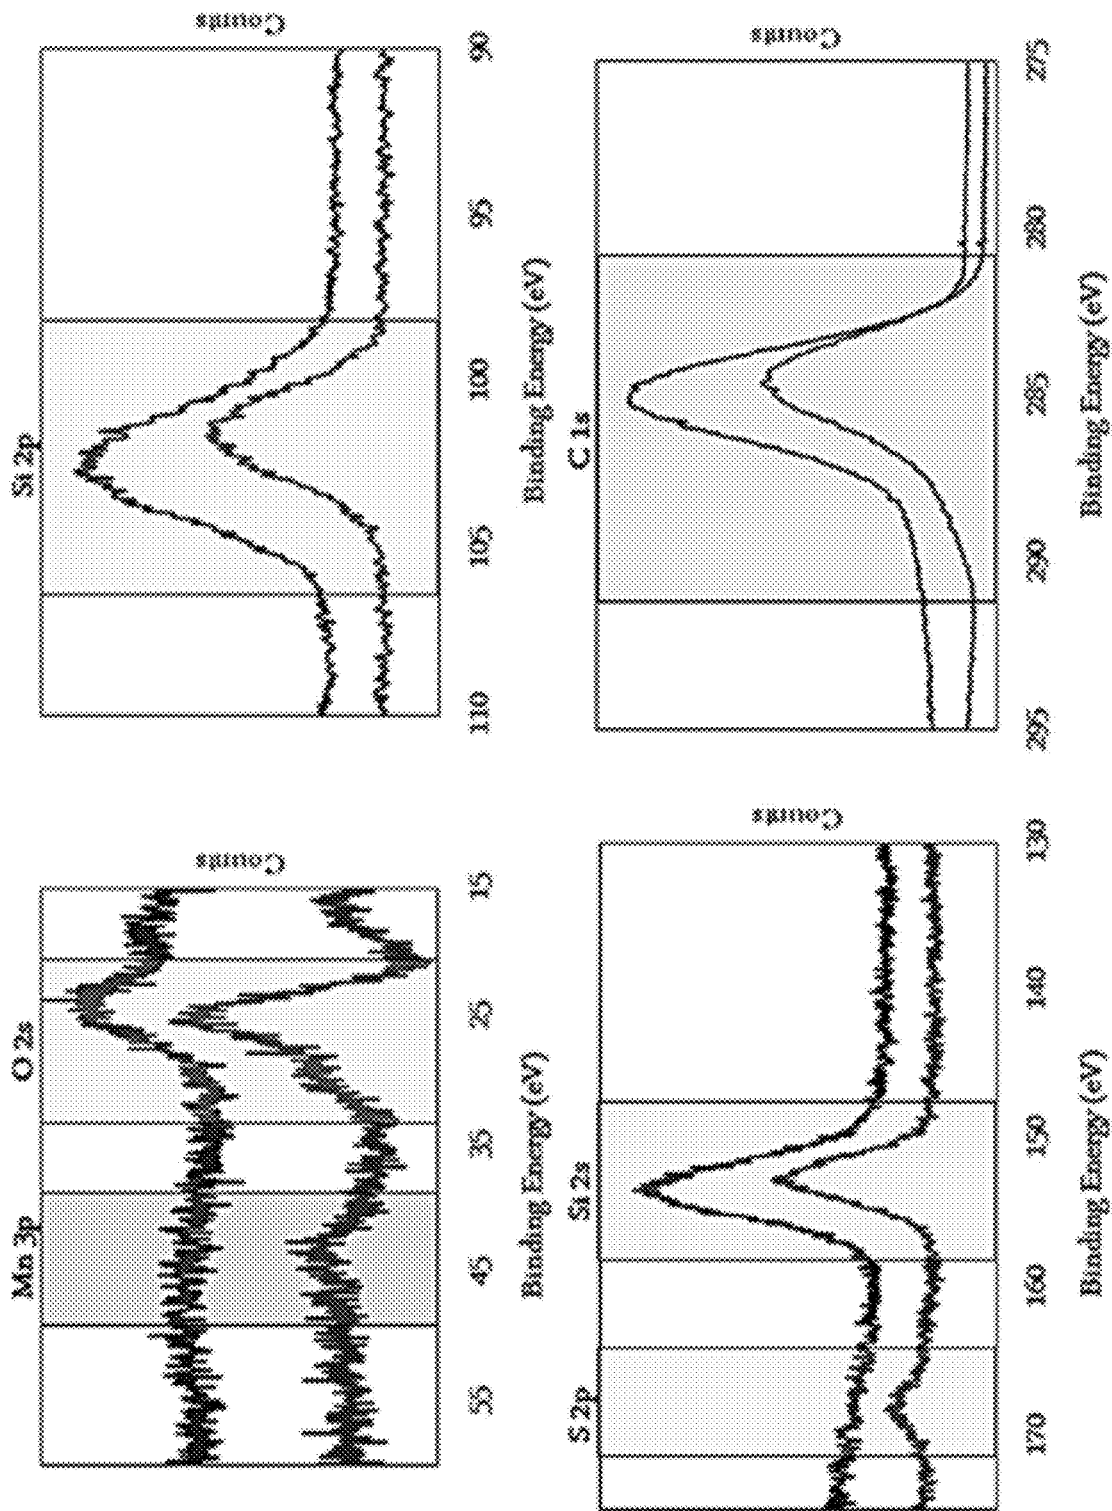 Mn 3p O 2s
Counts
55 45 35 25 15
Binding Energy (eV)
Si 2p
Counts
110 105 100 95 90
Binding Energy (eV)
S 2p Si 2s
Counts
170 160 150 140 130
Binding Energy (eV)
C 1s
Counts
295 290 285 280 275
Binding Energy (eV)